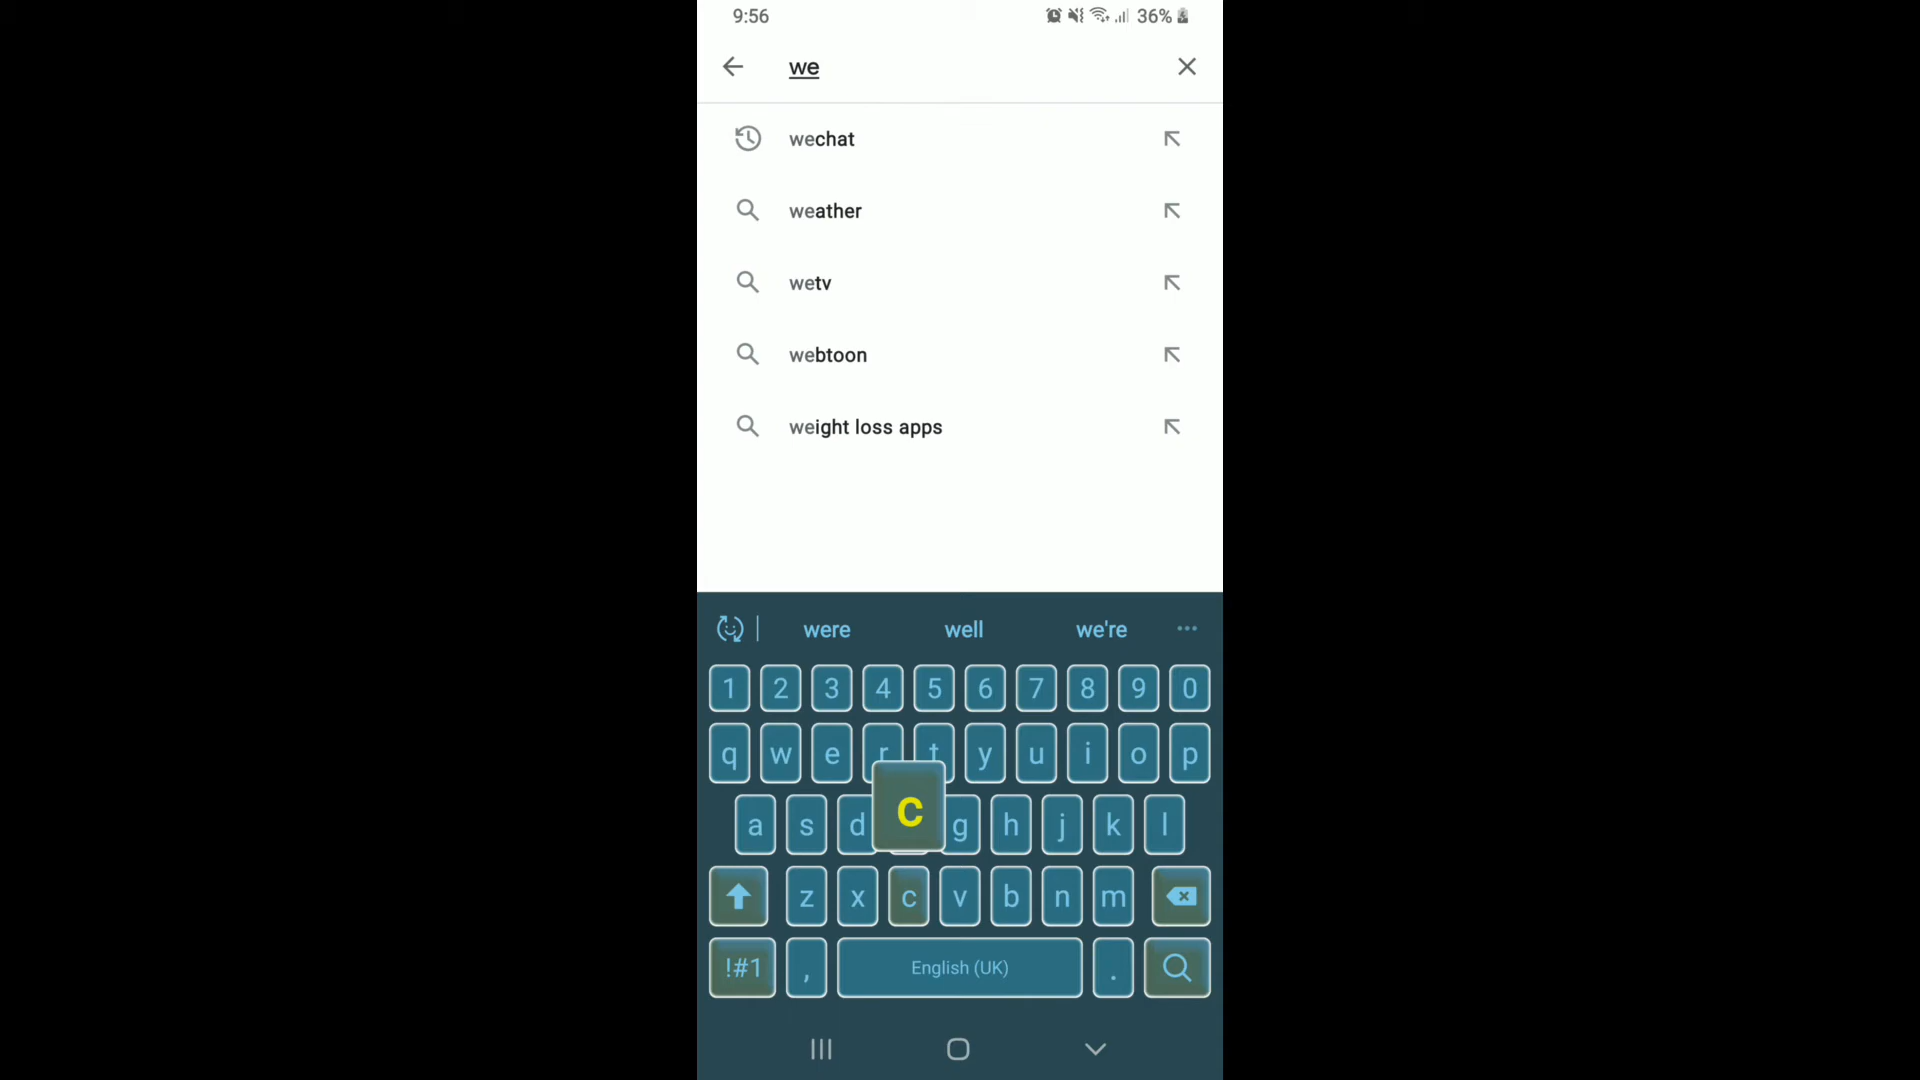 9:56
36%
we
wechat
weather
wetv
webtoon
weight loss apps
were well we're
1 2 3 4 5 6 7 8 9 0
q w e r t y u i o p
a s d c g h j k l
z x c v b n m
!#1 , English (UK) .